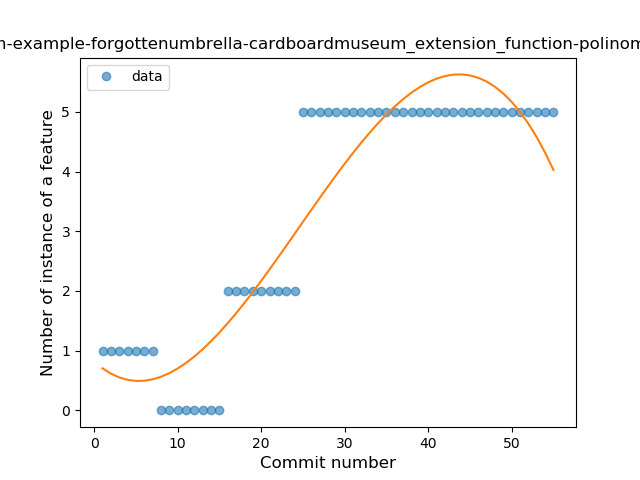 n-example-forgottenumbrella-cardboardmuseum_extension_function-polinom
data
Number of instance of a feature
5
4
3
2
1
0
0 10 20 30 40 50
Commit number